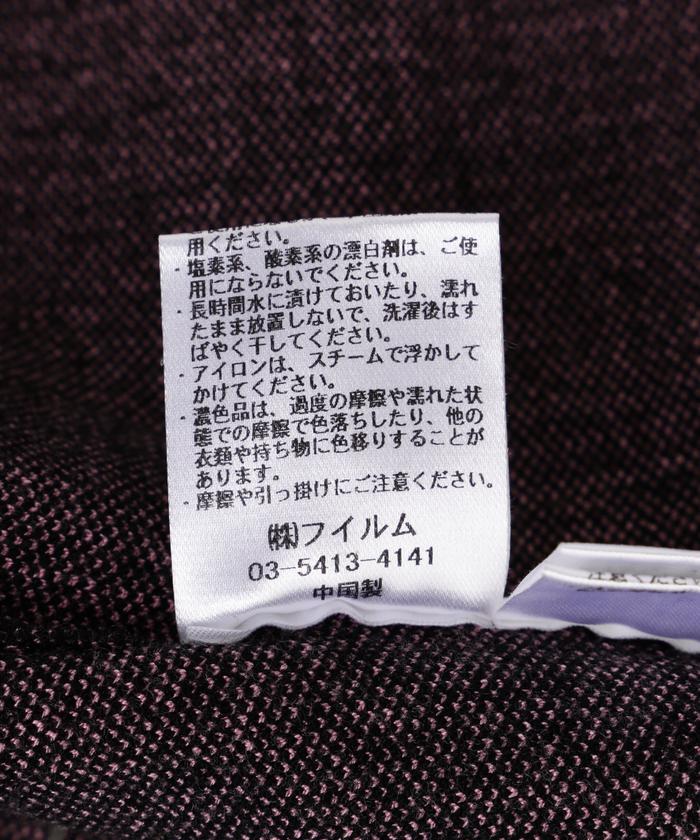 用ください。
・塩素系、酸素系の漂白剤は、ご使
用にならないでください。
・長時間水に漬けておいたり、濡れ
たまま放置しないで、洗濯後はす
ばやく干してください。
・アイロンは、スチームで浮かして
かけてください。
・濃色品は、過度の摩擦や濡れた状
態での摩擦で色落ちしたり、他の
衣類や持ち物に色移りすることが
あります。
・摩擦や引っ掛けにご注意ください。
㈱フイルム
03-5413-4141
中国製